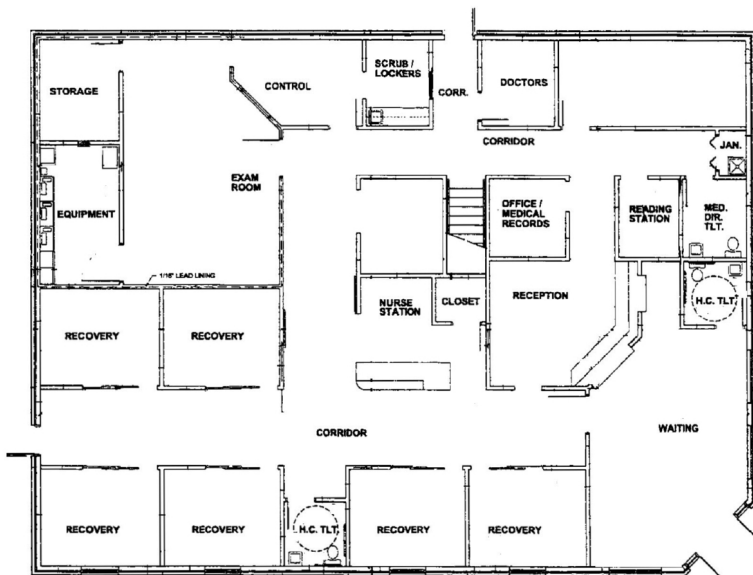 SCRUB /
LOCKERS
STORAGE
CONTROL
CORR.
DOCTORS
CORRIDOR
JAN.
EXAM
ROOM
EQUIPMENT
OFFICE /
MEDICAL
RECORDS
READING
STATION
MED.
DIR.
TLT.
1/16" LEAD LINING
NURSE
STATION
CLOSET
RECEPTION
H.C. TLT.
RECOVERY
RECOVERY
CORRIDOR
WAITING
RECOVERY
RECOVERY
H.C. TLT.
RECOVERY
RECOVERY